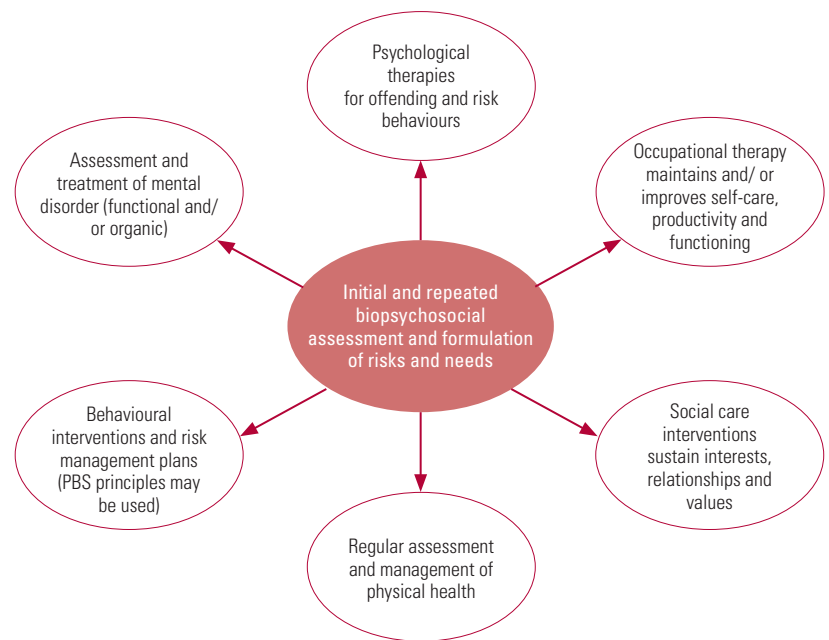 Psychological
therapies
for offending and risk
behaviours
Assessment and
treatment of mental
disorder (functional and/
or organic)
Occupational therapy
maintains and/ or
improves self-care,
productivity and
functioning
Initial and repeated
biopsychosocial
assessment and formulation
of risks and needs
Behavioural
interventions and risk
management plans
(PBS principles may
be used)
Social care
interventions
sustain interests,
relationships and
values
Regular assessment
and management of
physical health